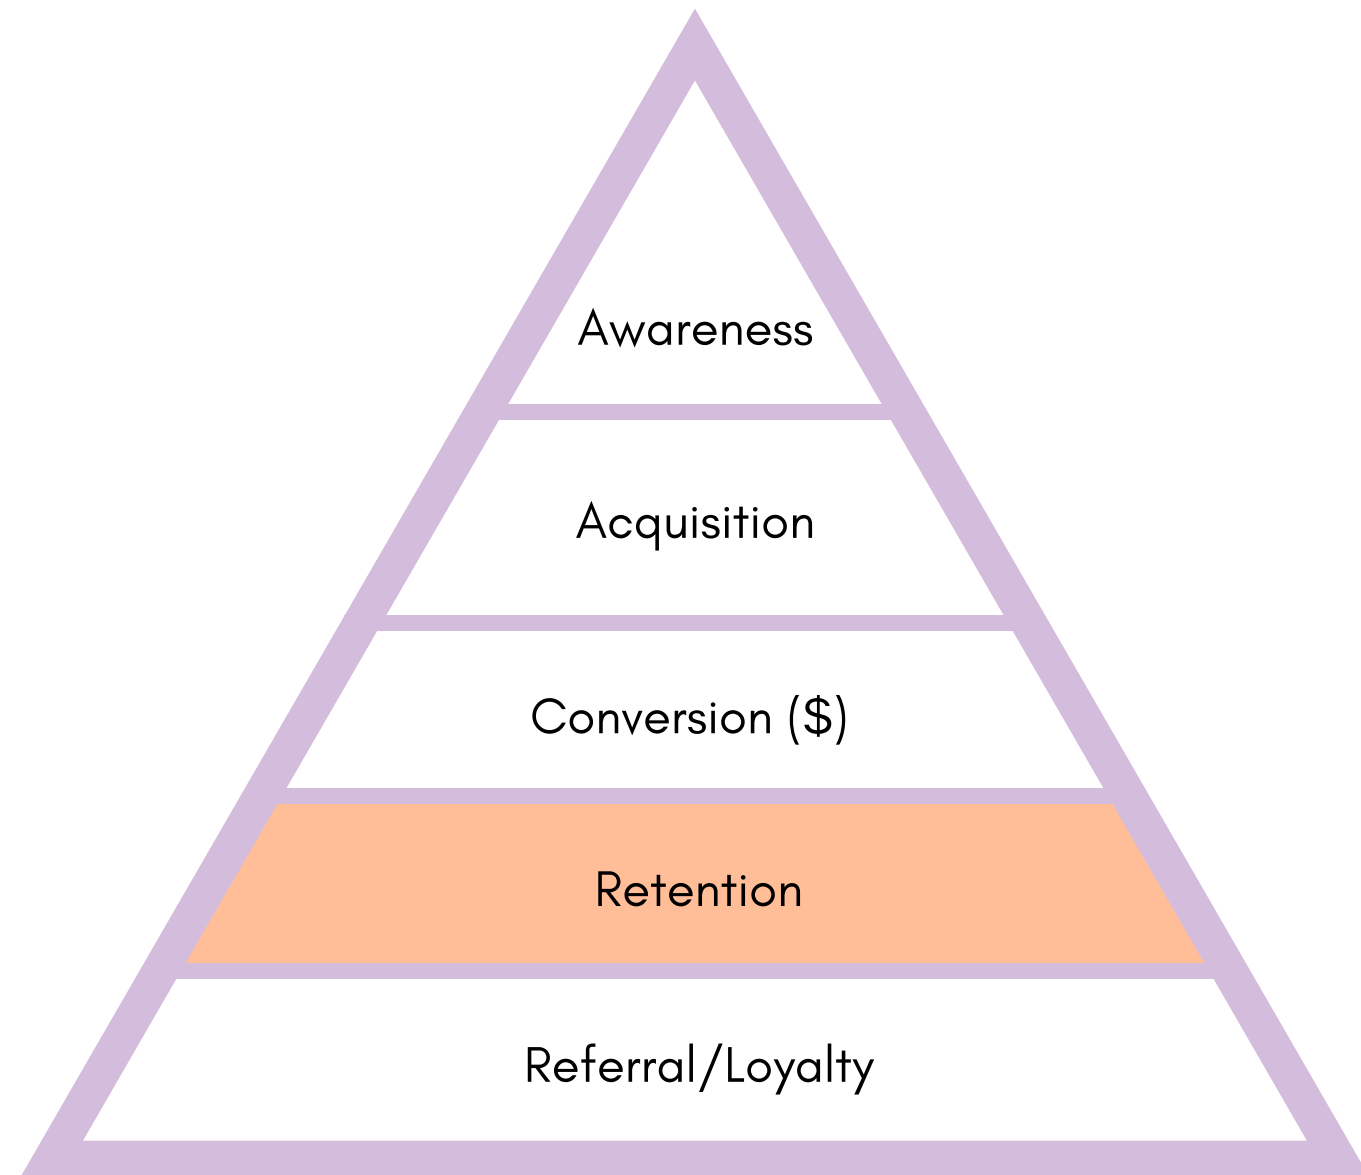 Awareness
Acquisition
Conversion ($)
Retention
Referral/Loyalty